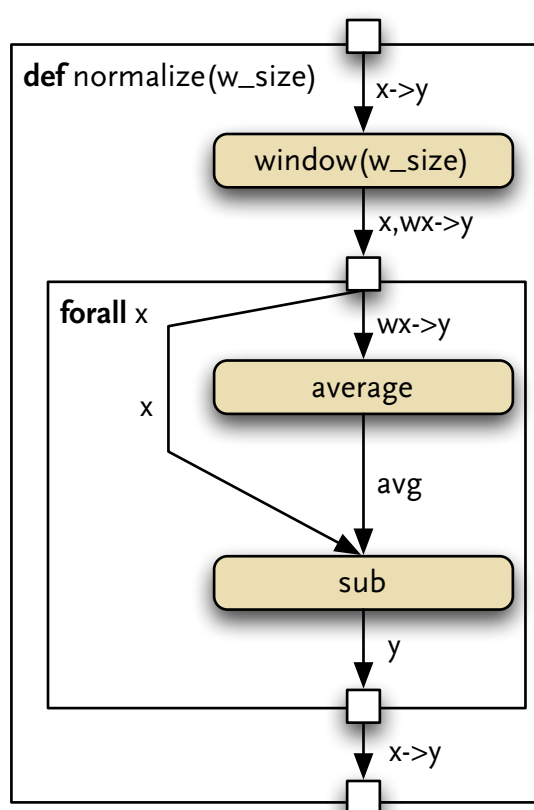 def normalize(w_size)
x->y
window(w_size)
x,wx->y
forall x
wx->y
average
x
avg
sub
y
x->y